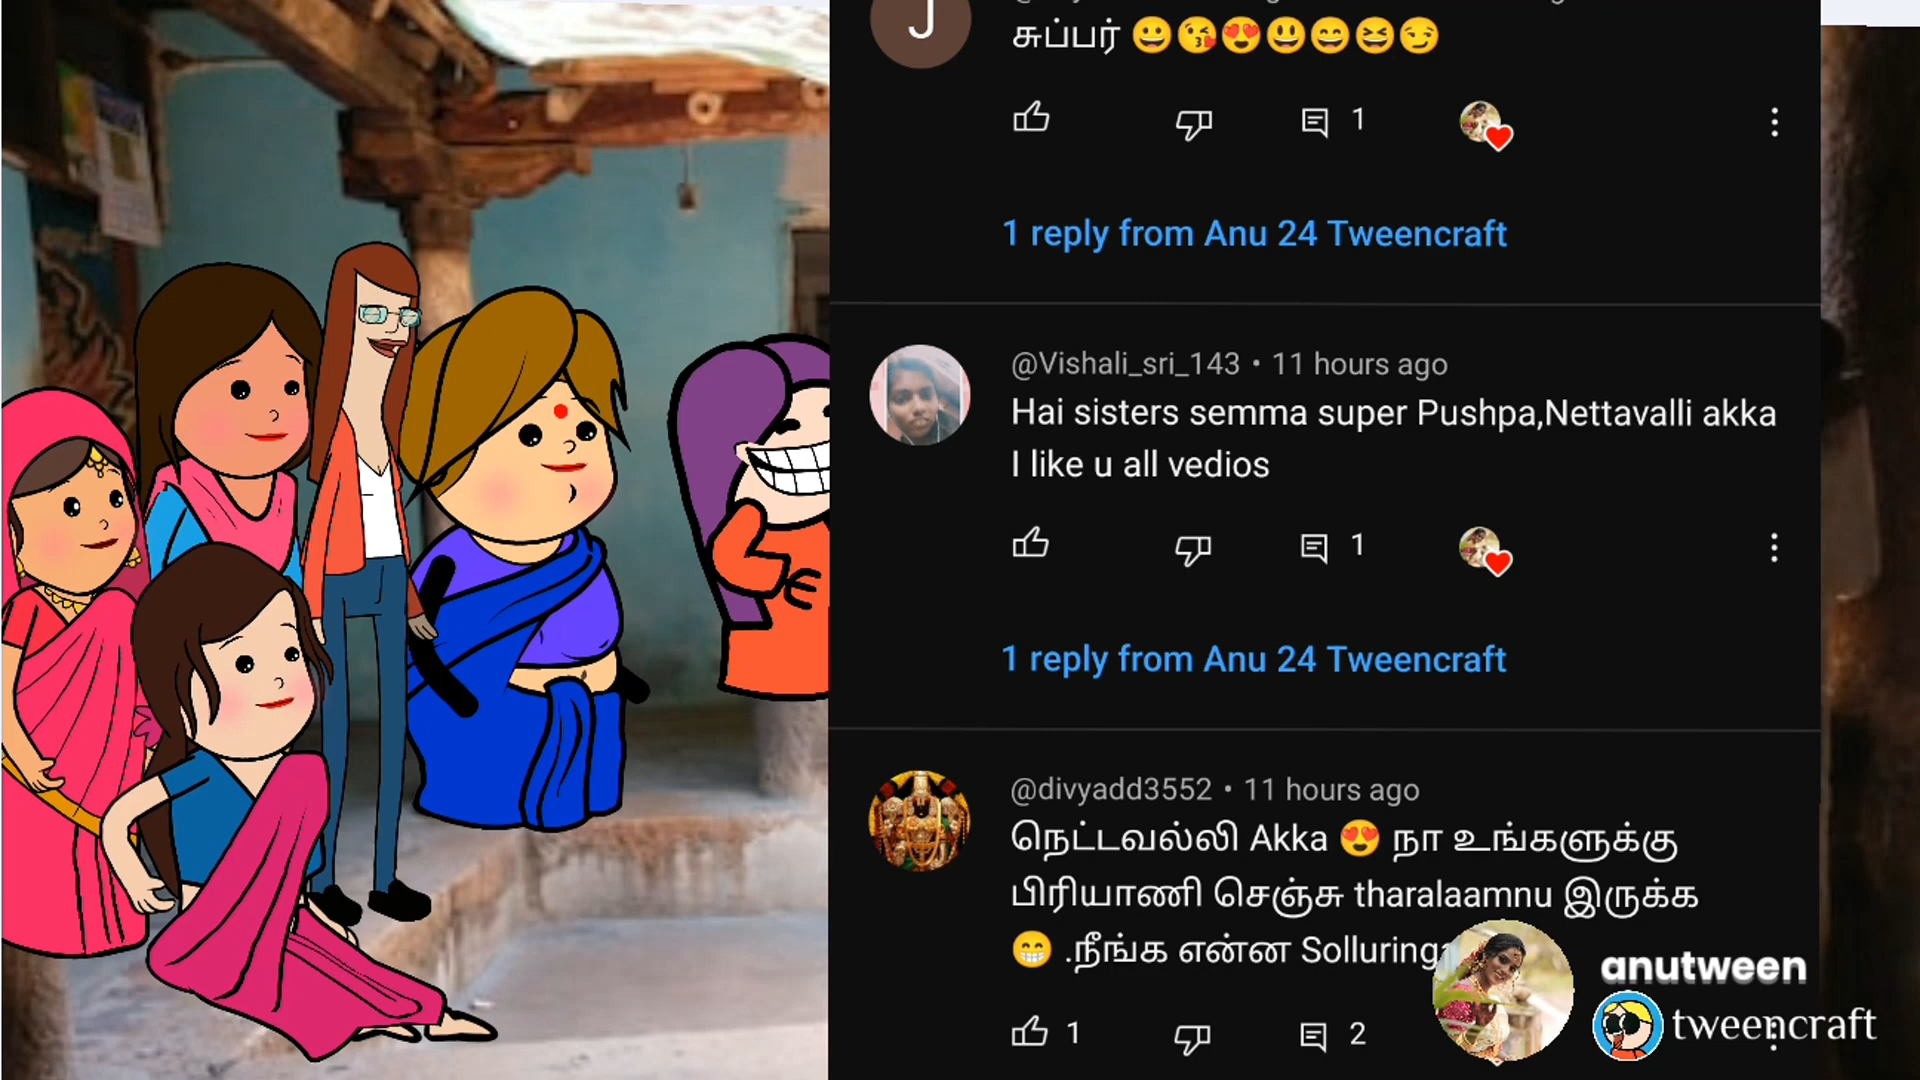 J
சுப்பர் 😀😘😍😃😄😆😏
1
1 reply from Anu 24 Tweencraft
@Vishali_sri_143 • 11 hours ago
Hai sisters semma super Pushpa,Nettavalli akka
I like u all vedios
1
1 reply from Anu 24 Tweencraft
@divyadd3552 • 11 hours ago
நெட்டவல்லி Akka 😍 நா உங்களுக்கு
பிரியாணி செஞ்சு tharalaamnu இருக்க
😁 .நீங்க என்ன
1
2
anutween
tweencraft